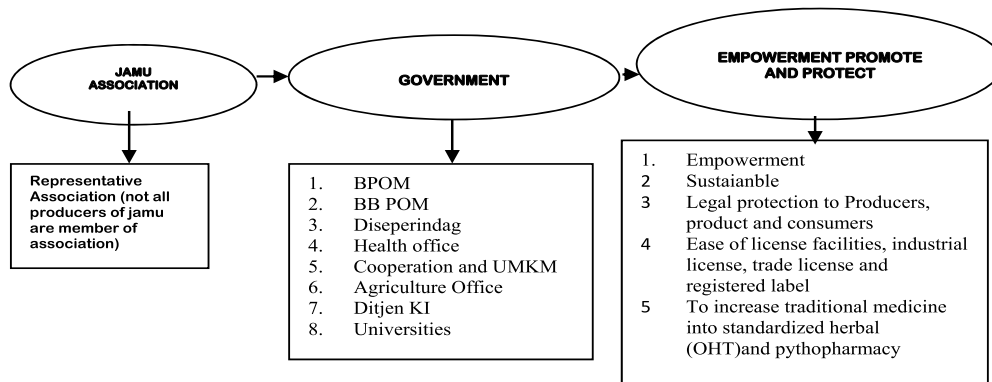 JAMU
ASSOCIATION
GOVERNMENT
EMPOWERMENT PROMOTE
AND PROTECT
Representative
Association (not all
producers of jamu
are member of
association)
1. BPOM
2. BB POM
3. Diseperindag
4. Health office
5. Cooperation and UMKM
6. Agriculture Office
7. Ditjen KI
8. Universities
1. Empowerment
2 Sustaianble
3 Legal protection to Producers,
product and consumers
4 Ease of license facilities, industrial
license, trade license and
registered label
5 To increase traditional medicine
into standardized herbal
(OHT)and pythopharmacy